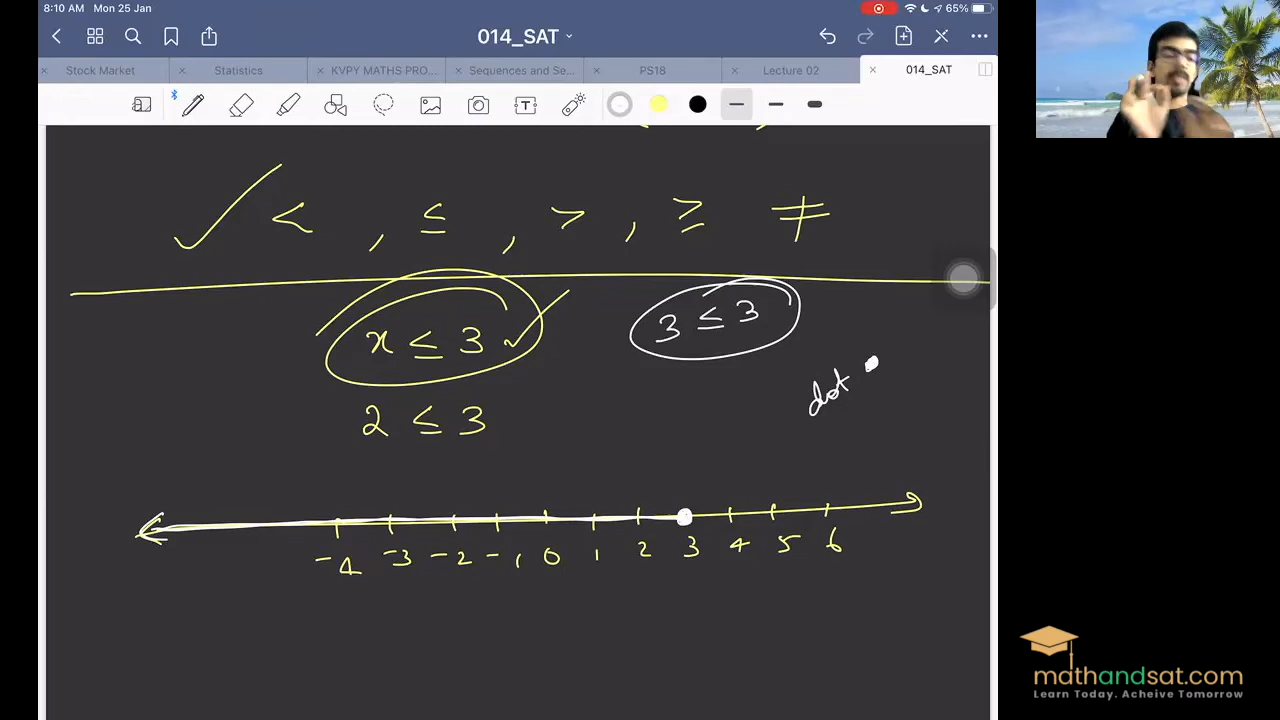 8:10 AM Mon 25 Jan
65%
014_SAT
Stock Market
Statistics
KVPY MATHS PRO...
Sequences and Se...
PS18
Lecture 02
014_SAT
T
< , ≤ , > , ≥ ≠
x ≤ 3
3 ≤ 3
2 ≤ 3
dot
-4 -3 -2 -1 0 1 2 3 4 5 6
mathandsat.com
Learn Today. Acheive Tomorrow